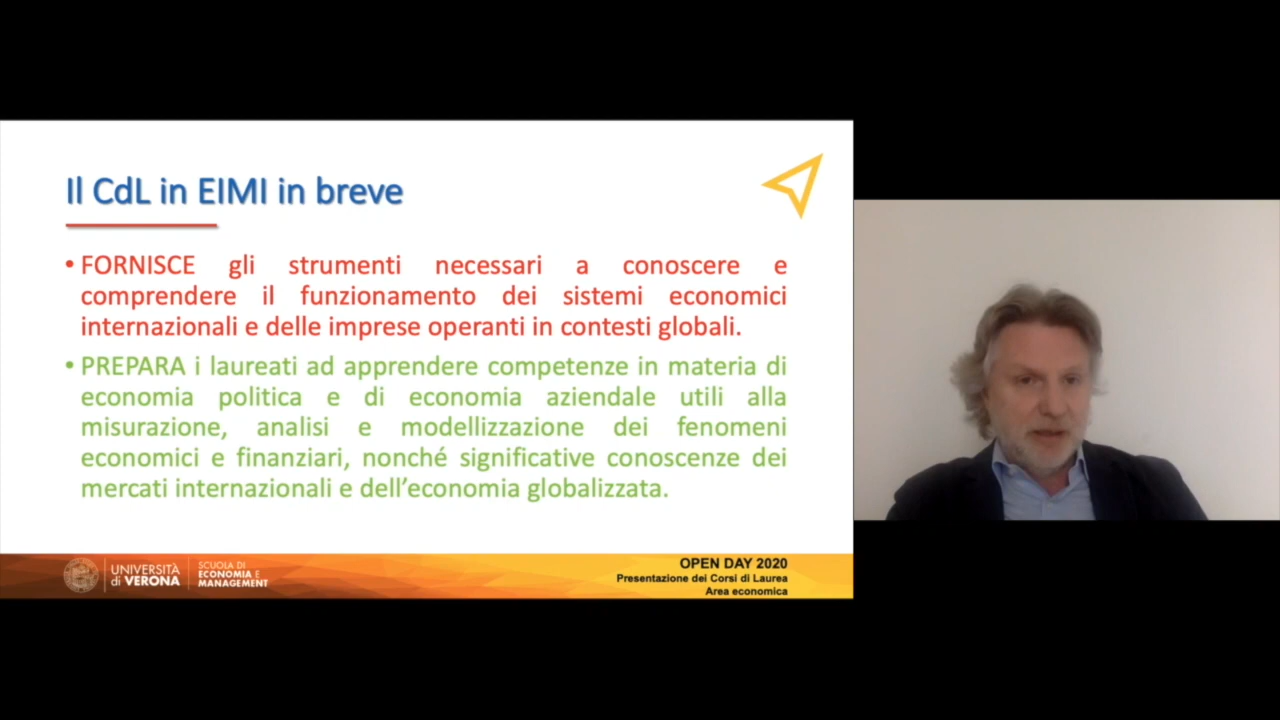 Il CdL in EIMI in breve
• FORNISCE gli strumenti necessari a conoscere e
comprendere il funzionamento dei sistemi economici
internazionali e delle imprese operanti in contesti globali.
• PREPARA i laureati ad apprendere competenze in materia di
economia politica e di economia aziendale utili alla
misurazione, analisi e modellizzazione dei fenomeni
economici e finanziari, nonché significative conoscenze dei
mercati internazionali e dell’economia globalizzata.
UNIVERSITÀ
di VERONA
SCUOLA DI
ECONOMIA E
MANAGEMENT
OPEN DAY 2020
Presentazione dei Corsi di Laurea
Area economica